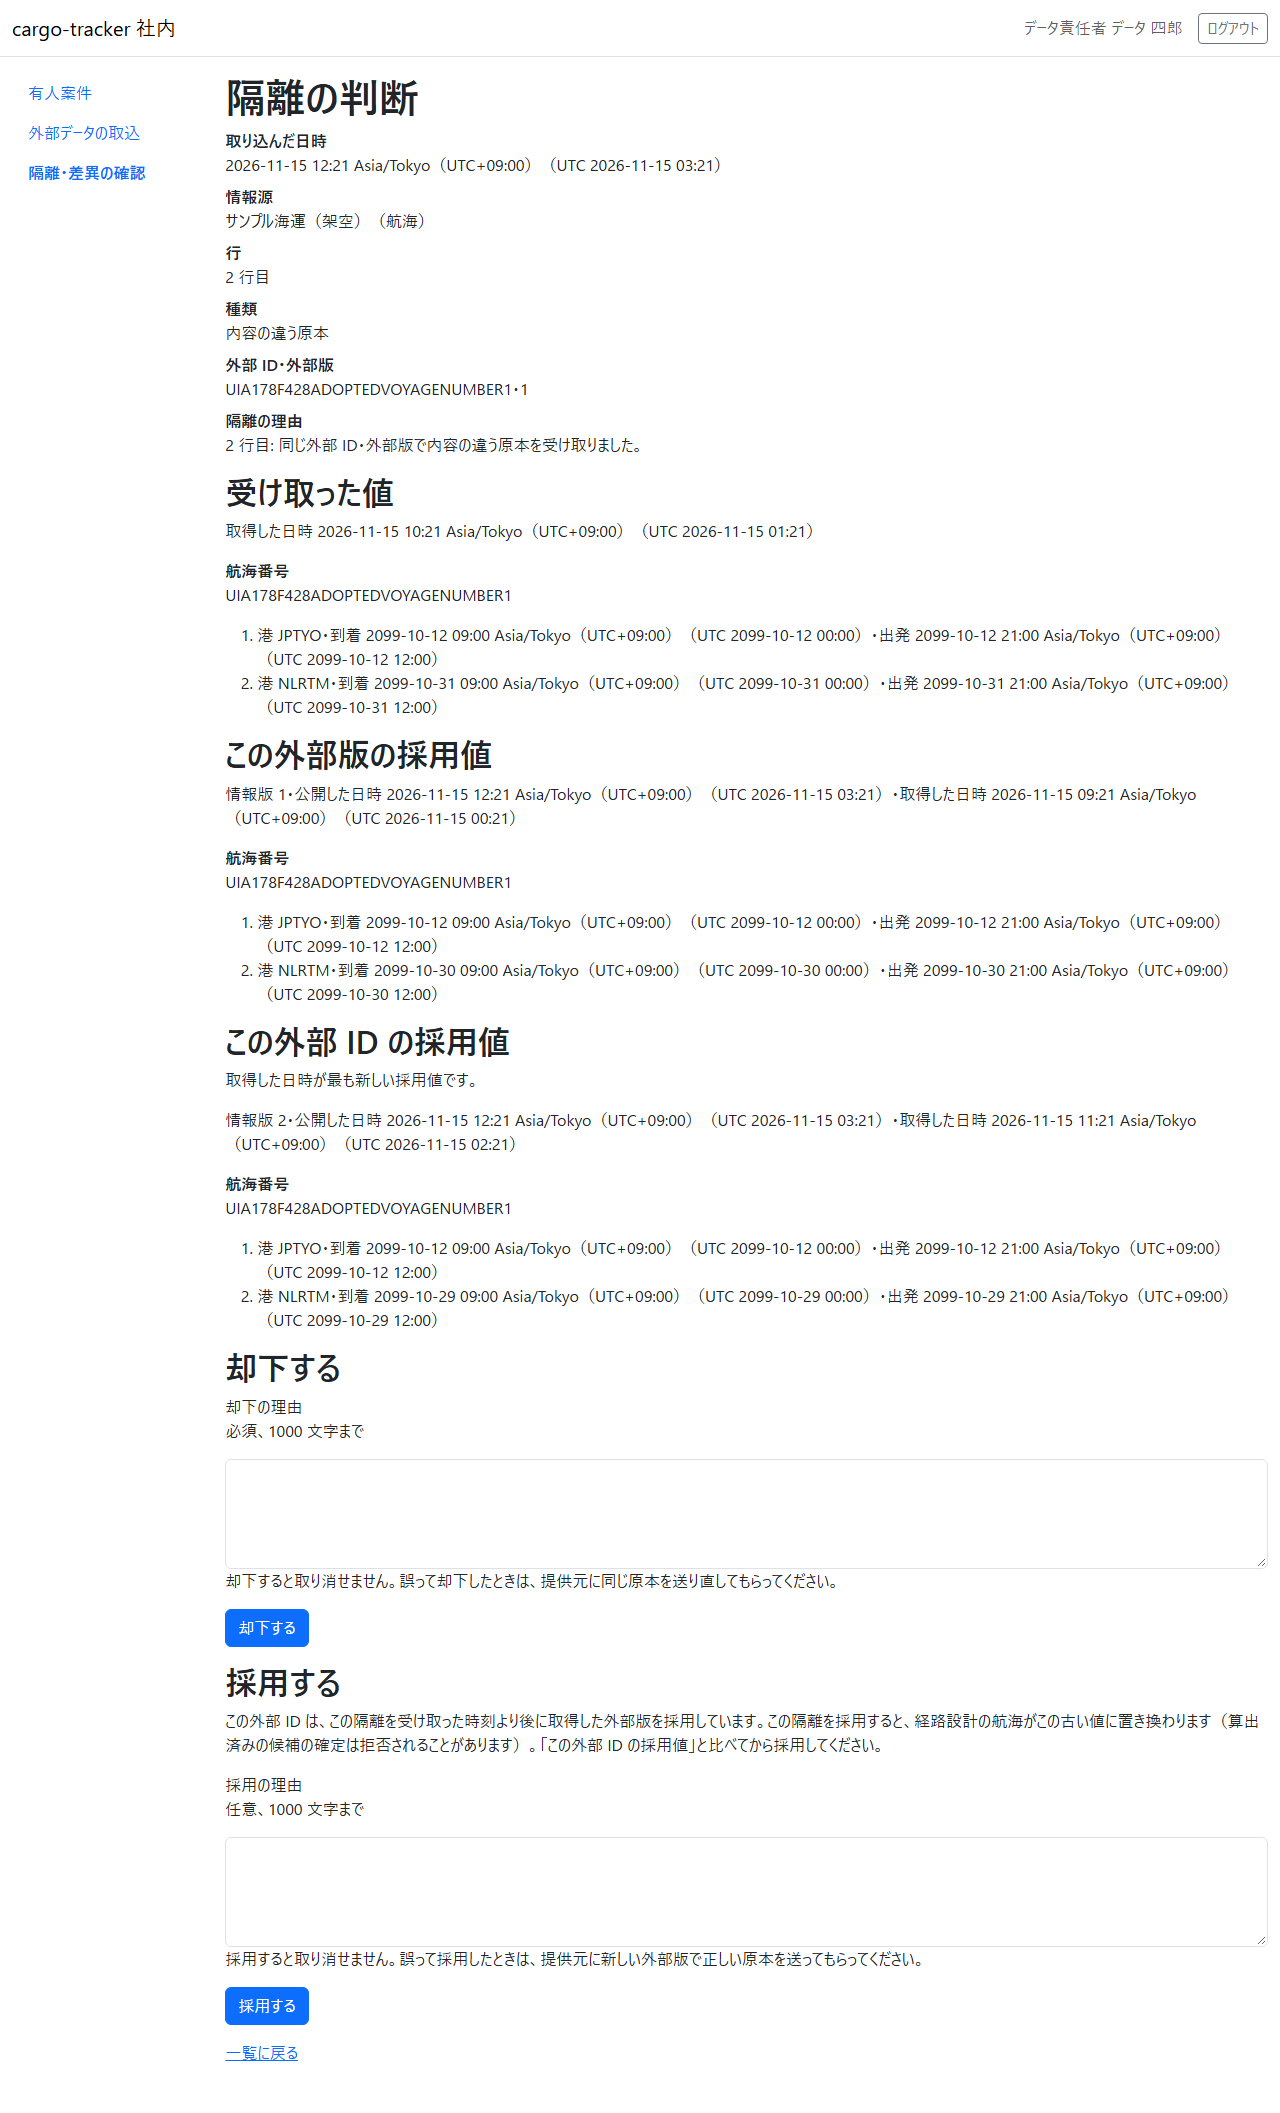 cargo-tracker 社内
データ責任者 データ 四郎
ログアウト
有人案件
外部データの取込
隔離・差異の確認
隔離の判断
取り込んだ日時
2026-11-15 12:21 Asia/Tokyo（UTC+09:00）（UTC 2026-11-15 03:21）
情報源
サンプル海運（架空）（航海）
行
2 行目
種類
内容の違う原本
外部 ID・外部版
UIA178F428ADOPTEDVOYAGENUMBER1・1
隔離の理由
2 行目: 同じ外部 ID・外部版で内容の違う原本を受け取りました。
受け取った値
取得した日時 2026-11-15 10:21 Asia/Tokyo（UTC+09:00）（UTC 2026-11-15 01:21）
航海番号
UIA178F428ADOPTEDVOYAGENUMBER1
1. 港 JPTYO・到着 2099-10-12 09:00 Asia/Tokyo（UTC+09:00）（UTC 2099-10-12 00:00）・出発 2099-10-12 21:00 Asia/Tokyo（UTC+09:00）
（UTC 2099-10-12 12:00）
2. 港 NLRTM・到着 2099-10-31 09:00 Asia/Tokyo（UTC+09:00）（UTC 2099-10-31 00:00）・出発 2099-10-31 21:00 Asia/Tokyo（UTC+09:00）
（UTC 2099-10-31 12:00）
この外部版の採用値
情報版 1・公開した日時 2026-11-15 12:21 Asia/Tokyo（UTC+09:00）（UTC 2026-11-15 03:21）・取得した日時 2026-11-15 09:21 Asia/Tokyo
（UTC+09:00）（UTC 2026-11-15 00:21）
航海番号
UIA178F428ADOPTEDVOYAGENUMBER1
1. 港 JPTYO・到着 2099-10-12 09:00 Asia/Tokyo（UTC+09:00）（UTC 2099-10-12 00:00）・出発 2099-10-12 21:00 Asia/Tokyo（UTC+09:00）
（UTC 2099-10-12 12:00）
2. 港 NLRTM・到着 2099-10-30 09:00 Asia/Tokyo（UTC+09:00）（UTC 2099-10-30 00:00）・出発 2099-10-30 21:00 Asia/Tokyo（UTC+09:00）
（UTC 2099-10-30 12:00）
この外部 ID の採用値
取得した日時が最も新しい採用値です。
情報版 2・公開した日時 2026-11-15 12:21 Asia/Tokyo（UTC+09:00）（UTC 2026-11-15 03:21）・取得した日時 2026-11-15 11:21 Asia/Tokyo
（UTC+09:00）（UTC 2026-11-15 02:21）
航海番号
UIA178F428ADOPTEDVOYAGENUMBER1
1. 港 JPTYO・到着 2099-10-12 09:00 Asia/Tokyo（UTC+09:00）（UTC 2099-10-12 00:00）・出発 2099-10-12 21:00 Asia/Tokyo（UTC+09:00）
（UTC 2099-10-12 12:00）
2. 港 NLRTM・到着 2099-10-29 09:00 Asia/Tokyo（UTC+09:00）（UTC 2099-10-29 00:00）・出発 2099-10-29 21:00 Asia/Tokyo（UTC+09:00）
（UTC 2099-10-29 12:00）
却下する
却下の理由
必須、1000 文字まで
却下すると取り消せません。誤って却下したときは、提供元に同じ原本を送り直してもらってください。
却下する
採用する
この外部 ID は、この隔離を受け取った時刻より後に取得した外部版を採用しています。この隔離を採用すると、経路設計の航海がこの古い値に置き換わります（算出
済みの候補の確定は拒否されることがあります）。「この外部 ID の採用値」と比べてから採用してください。
採用の理由
任意、1000 文字まで
採用すると取り消せません。誤って採用したときは、提供元に新しい外部版で正しい原本を送ってもらってください。
採用する
一覧に戻る